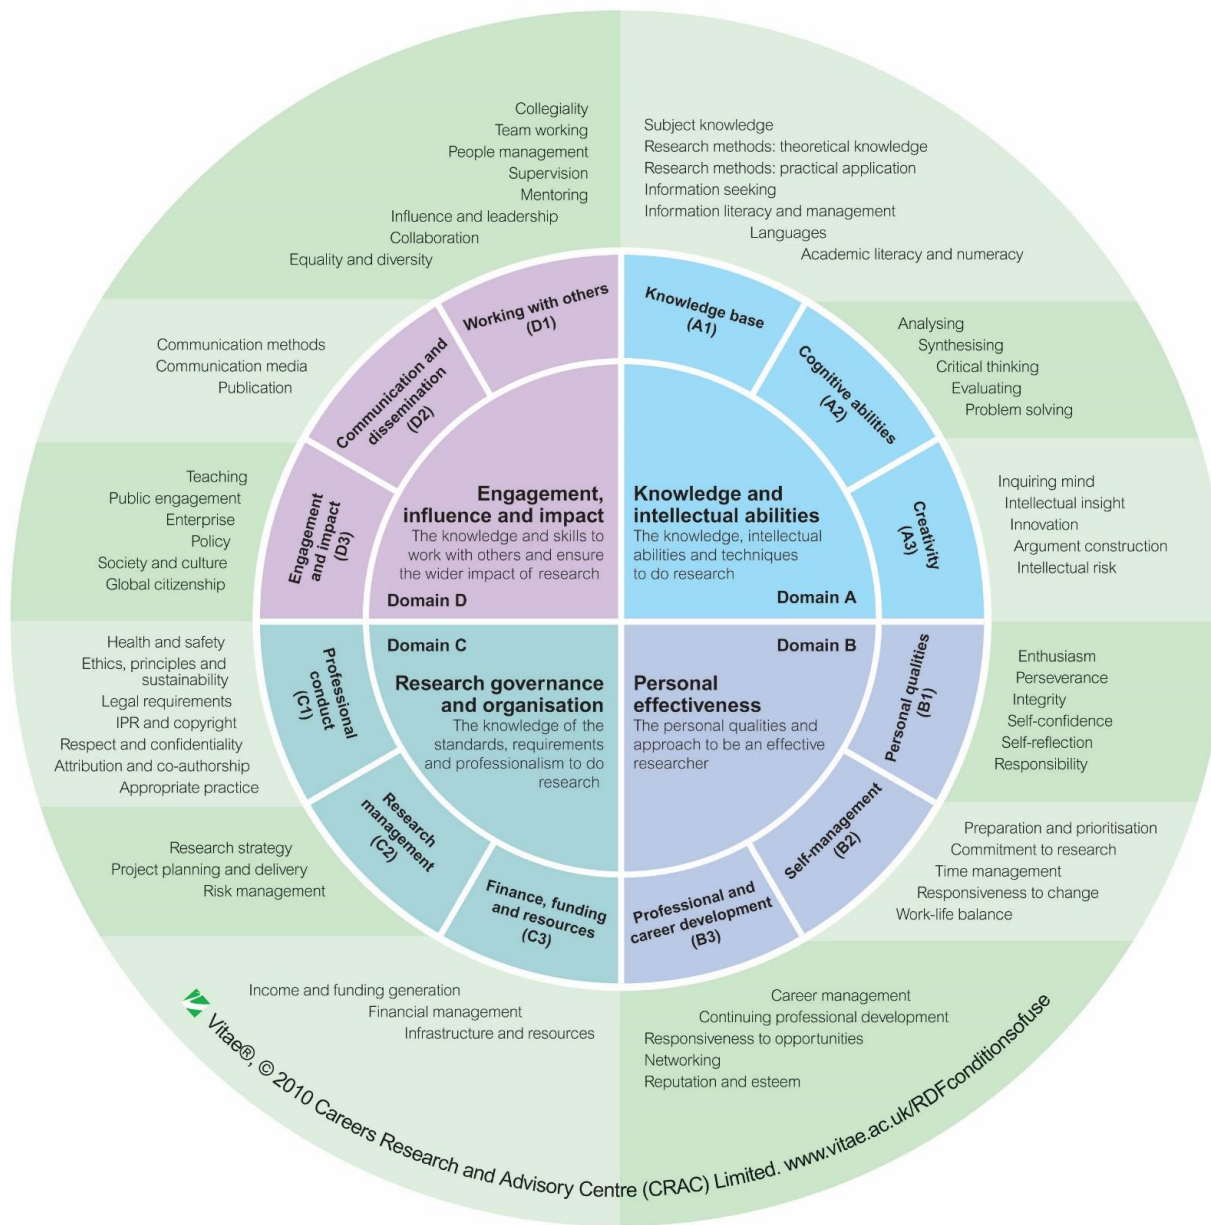 Collegiality
Team working
People management
Supervision
Mentoring
Influence and leadership
Collaboration
Equality and diversity
Subject knowledge
Research methods: theoretical knowledge
Research methods: practical application
Information seeking
Information literacy and management
Languages
Academic literacy and numeracy
Working with others
(D1)
Knowledge base
(A1)
Communication methods
Communication media
Publication
Communication and
dissemination
(D2)
Cognitive abilities
(A2)
Analysing
Synthesising
Critical thinking
Evaluating
Problem solving
Teaching
Public engagement
Enterprise
Policy
Society and culture
Global citizenship
Engagement
and impact
(D3)
Engagement,
influence and impact
The knowledge and skills to
work with others and ensure
the wider impact of research
Domain D
Knowledge and
intellectual abilities
The knowledge, intellectual
abilities and techniques
to do research
Domain A
Creativity
(A3)
Inquiring mind
Intellectual insight
Innovation
Argument construction
Intellectual risk
Health and safety
Ethics, principles and
sustainability
Legal requirements
IPR and copyright
Respect and confidentiality
Attribution and co-authorship
Appropriate practice
Professional
conduct
(C1)
Domain C
Research governance
and organisation
The knowledge of the
standards, requirements
and professionalism to do
research
Domain B
Personal
effectiveness
The personal qualities and
approach to be an effective
researcher
Personal qualities
(B1)
Enthusiasm
Perseverance
Integrity
Self-confidence
Self-reflection
Responsibility
Research strategy
Project planning and delivery
Risk management
Research
management
(C2)
Self-management
(B2)
Preparation and prioritisation
Commitment to research
Time management
Responsiveness to change
Work-life balance
Finance, funding
and resources
(C3)
Professional and
career development
(B3)
Income and funding generation
Financial management
Infrastructure and resources
Career management
Continuing professional development
Responsiveness to opportunities
Networking
Reputation and esteem
Vitae®, © 2010 Careers Research and Advisory Centre (CRAC) Limited. www.vitae.ac.uk/RDFconditionsofuse